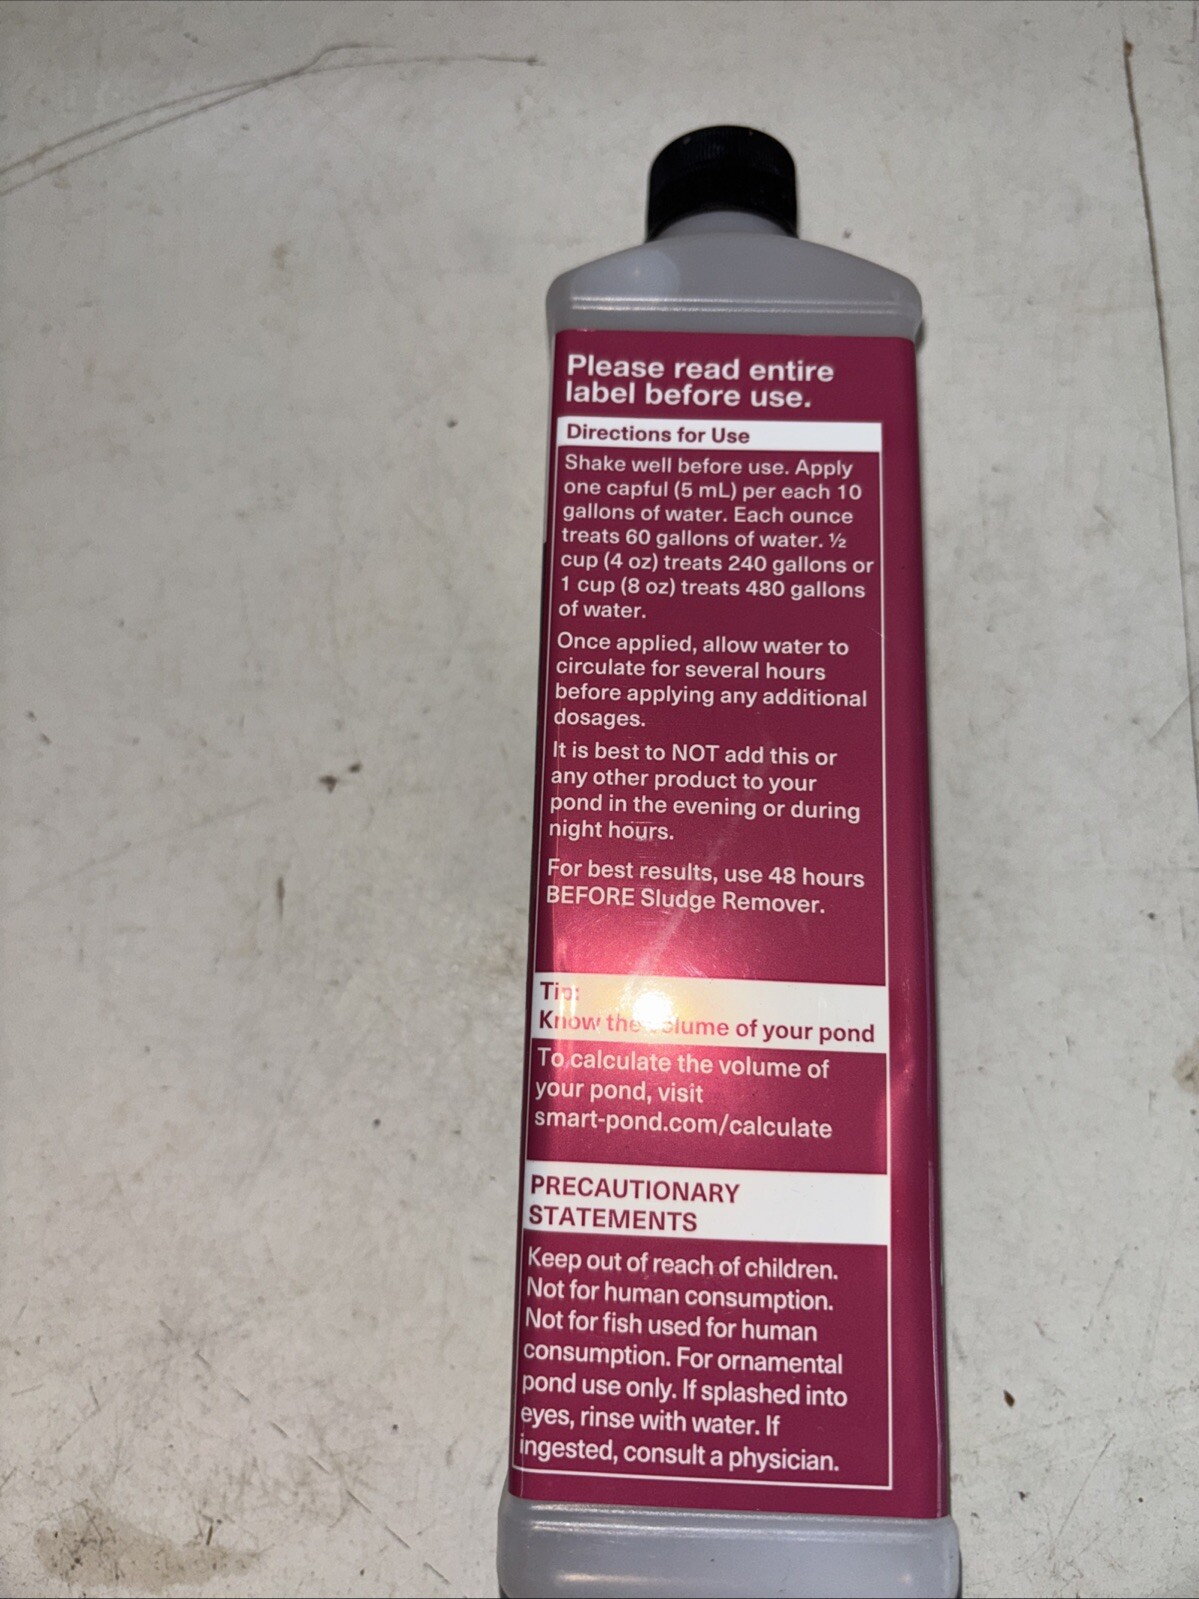 Please read entire
label before use.
Directions for Use
Shake well before use. Apply
one capful (5 mL) per each 10
gallons of water. Each ounce
treats 60 gallons of water. ½
cup (4 oz) treats 240 gallons or
1 cup (8 oz) treats 480 gallons
of water.
Once applied, allow water to
circulate for several hours
before applying any additional
dosages.
It is best to NOT add this or
any other product to your
pond in the evening or during
night hours.
For best results, use 48 hours
BEFORE Sludge Remover.
Tip:
Know the volume of your pond
To calculate the volume of
your pond, visit
smart-pond.com/calculate
PRECAUTIONARY
STATEMENTS
Keep out of reach of children.
Not for human consumption.
Not for fish used for human
consumption. For ornamental
pond use only. If splashed into
eyes, rinse with water. If
ingested, consult a physician.